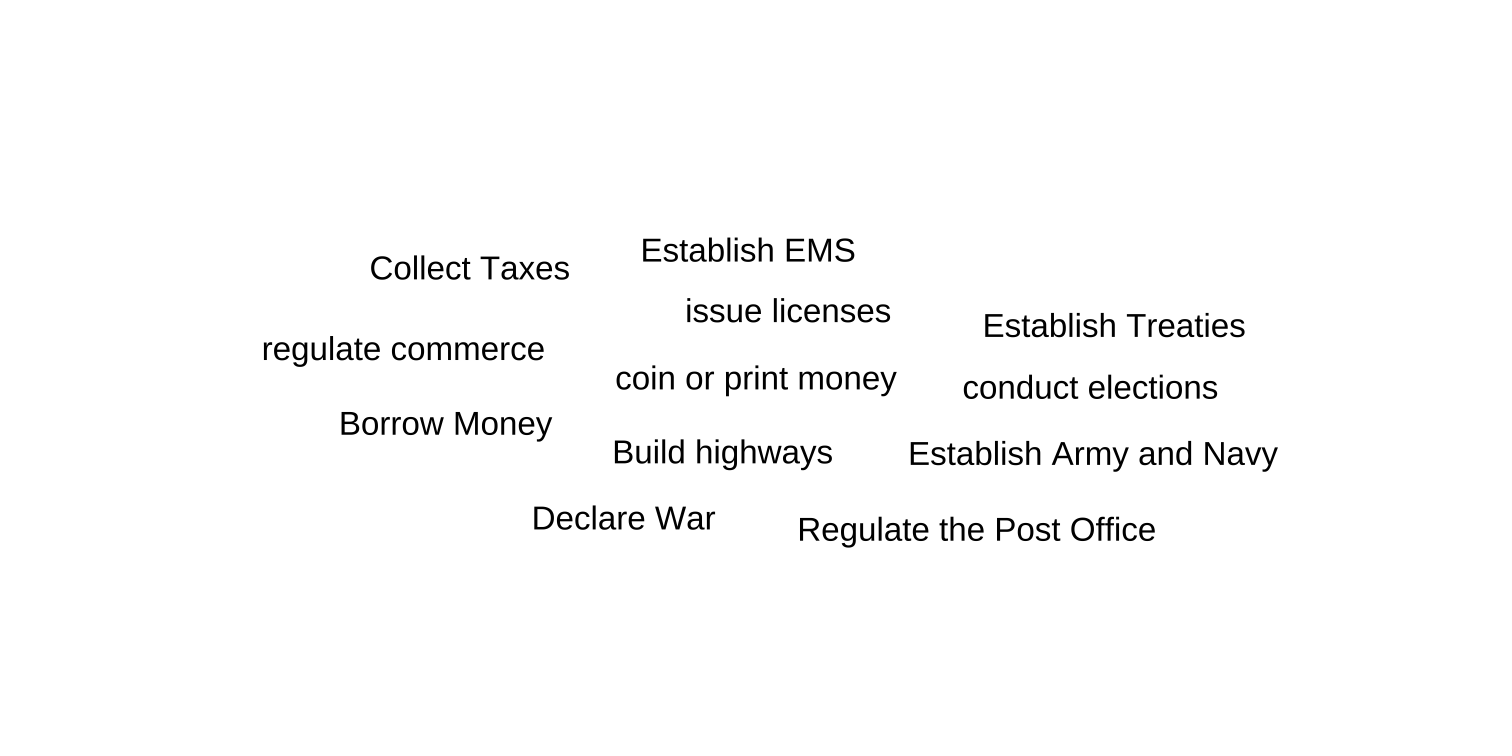 Establish EMS
Collect Taxes
issue licenses
Establish Treaties
regulate commerce
coin or print money
conduct elections
Borrow Money
Build highways
Establish Army and Navy
Declare War
Regulate the Post Office